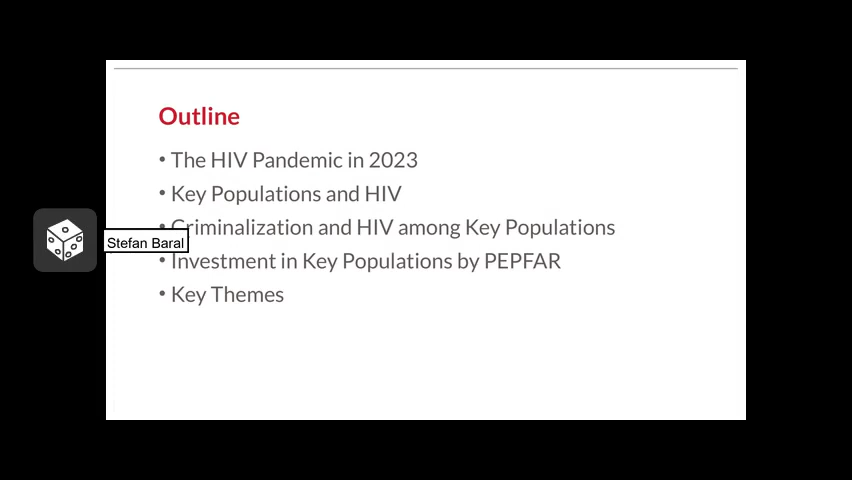 Outline
• The HIV Pandemic in 2023
• Key Populations and HIV
• Criminalization and HIV among Key Populations
Stefan Baral
• Investment in Key Populations by PEPFAR
• Key Themes